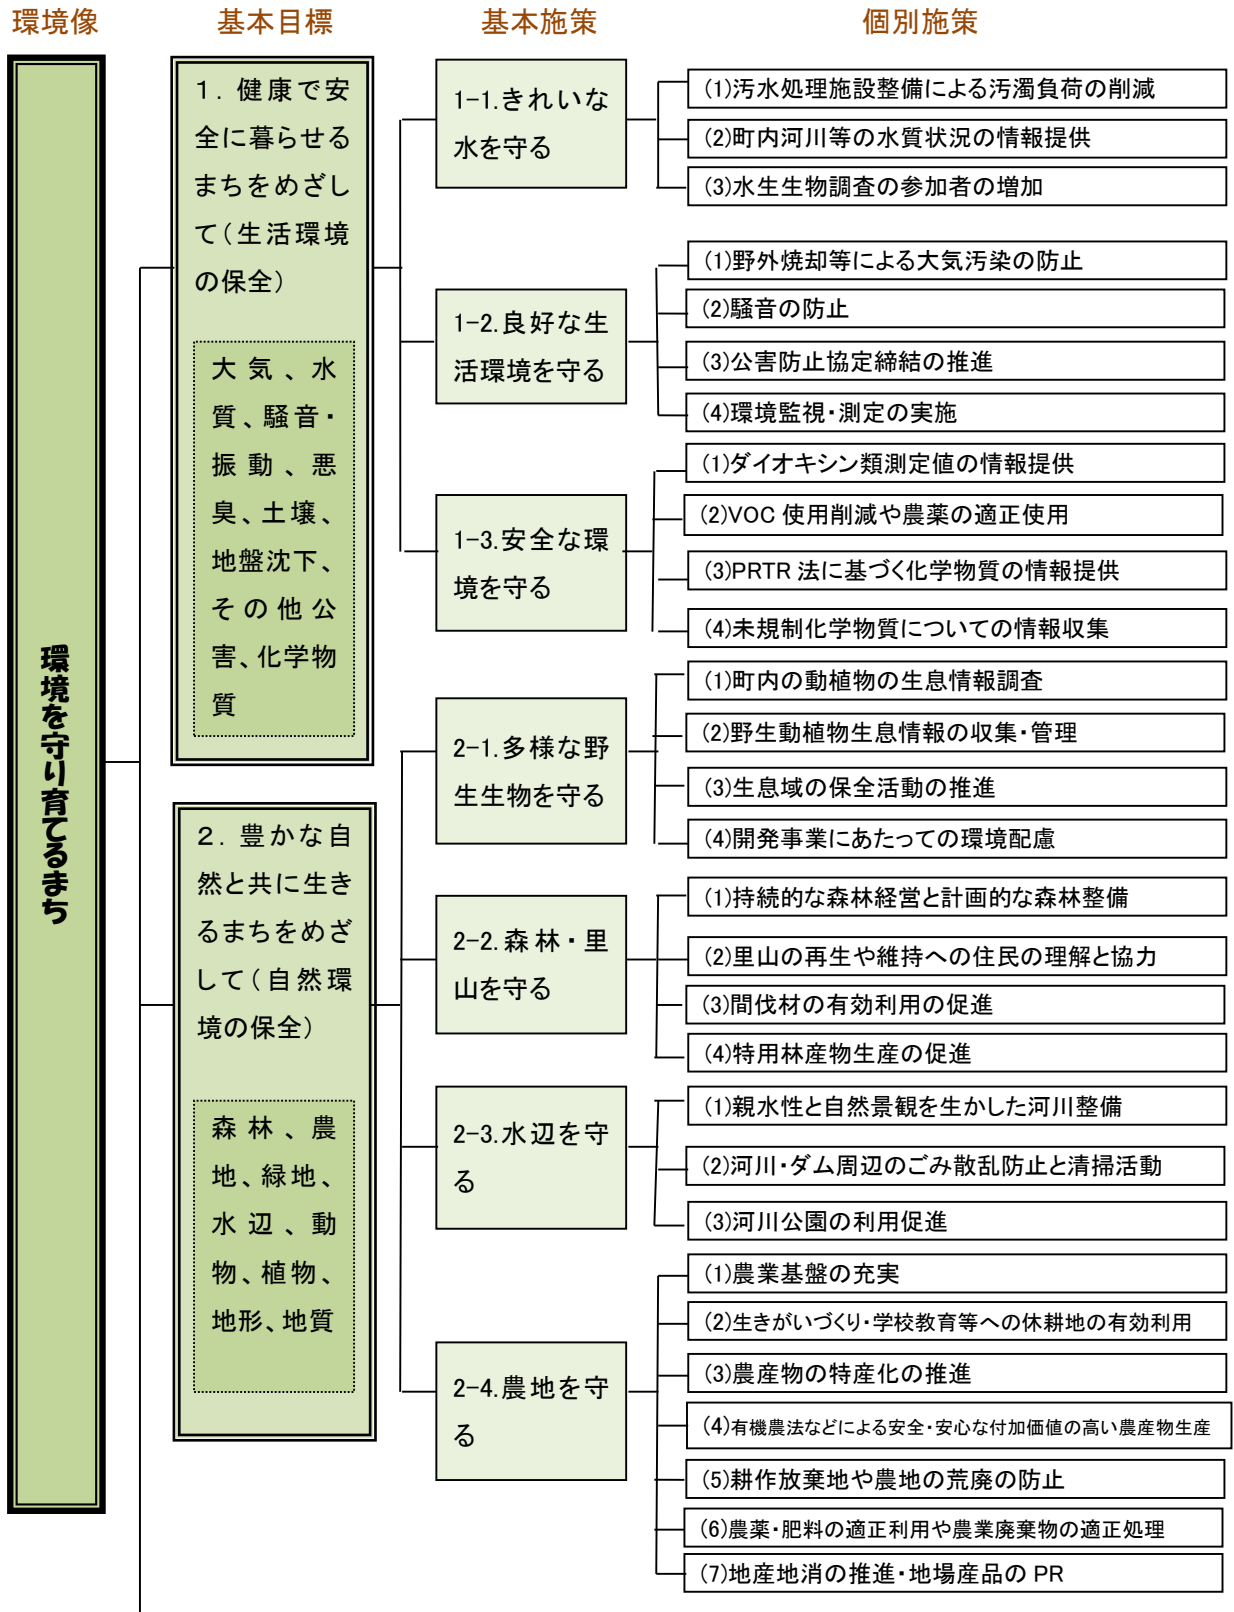 環境像
基本目標
基本施策
個別施策
環境を守り育てるまち
1. 健康で安
全に暮らせる
まちをめざし
て(生活環境
の保全)
大気、水
質、騒音・
振動、悪
臭、土壌、
地盤沈下、
その他公
害、化学物
質
1-1.きれいな
水を守る
(1)汚水処理施設整備による汚濁負荷の削減
(2)町内河川等の水質状況の情報提供
(3)水生生物調査の参加者の増加
1-2.良好な生
活環境を守る
(1)野外焼却等による大気汚染の防止
(2)騒音の防止
(3)公害防止協定締結の推進
(4)環境監視・測定の実施
1-3.安全な環
境を守る
(1)ダイオキシン類測定値の情報提供
(2)VOC 使用削減や農薬の適正使用
(3)PRTR 法に基づく化学物質の情報提供
(4)未規制化学物質についての情報収集
2. 豊かな自
然と共に生き
るまちをめざ
して(自然環
境の保全)
森林、農
地、緑地、
水辺、動
物、植物、
地形、地質
2-1.多様な野
生生物を守る
(1)町内の動植物の生息情報調査
(2)野生動植物生息情報の収集・管理
(3)生息域の保全活動の推進
(4)開発事業にあたっての環境配慮
2-2.森林・里
山を守る
(1)持続的な森林経営と計画的な森林整備
(2)里山の再生や維持への住民の理解と協力
(3)間伐材の有効利用の促進
(4)特用林産物生産の促進
2-3.水辺を守
る
(1)親水性と自然景観を生かした河川整備
(2)河川・ダム周辺のごみ散乱防止と清掃活動
(3)河川公園の利用促進
2-4.農地を守
る
(1)農業基盤の充実
(2)生きがいづくり・学校教育等への休耕地の有効利用
(3)農産物の特産化の推進
(4)有機農法などによる安全・安心な付加価値の高い農産物生産
(5)耕作放棄地や農地の荒廃の防止
(6)農薬・肥料の適正利用や農業廃棄物の適正処理
(7)地産地消の推進・地場産品の PR